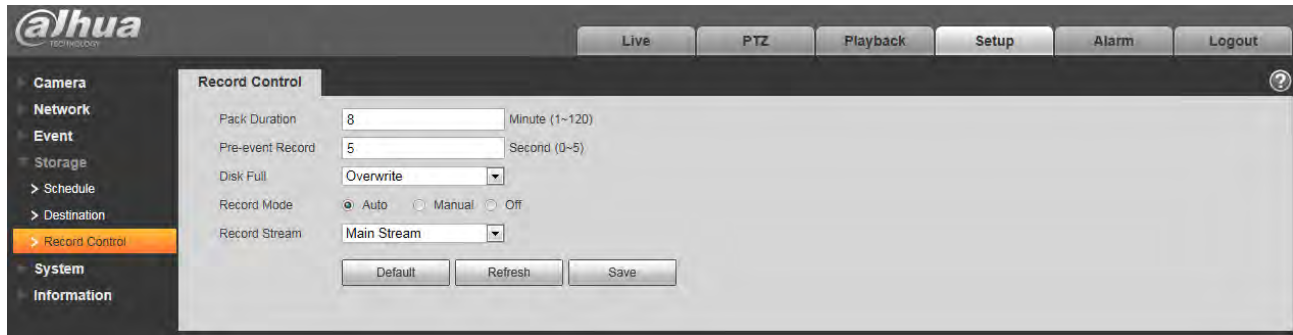 alhua
TECHNOLOGY
Live PTZ Playback Setup Alarm Logout
Camera
Network
Event
Storage
> Schedule
> Destination
> Record Control
System
Information
Record Control ?
Pack Duration 8 Minute (1~120)
Pre-event Record 5 Second (0~5)
Disk Full Overwrite
Record Mode Auto Manual Off
Record Stream Main Stream
Default Refresh Save